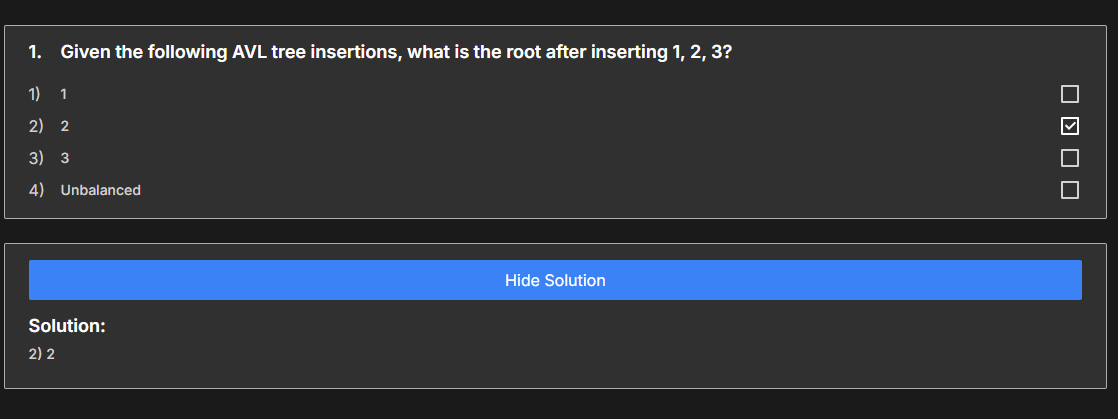 1. Given the following AVL tree insertions, what is the root after inserting 1, 2, 3?
1) 1
2) 2
3) 3
4) Unbalanced
Hide Solution
Solution:
2) 2